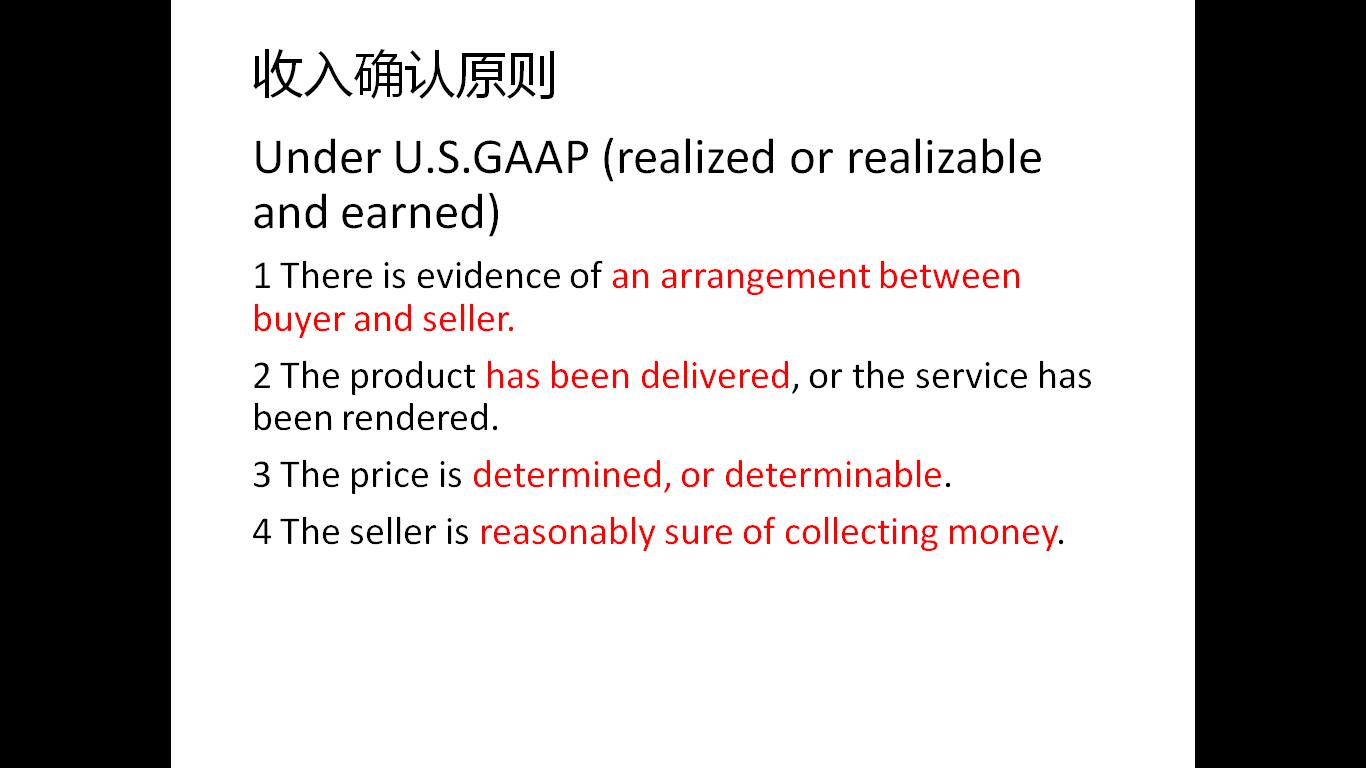 收入确认原则
Under U.S.GAAP (realized or realizable
and earned)
1 There is evidence of an arrangement between
buyer and seller.
2 The product has been delivered, or the service has
been rendered.
3 The price is determined, or determinable.
4 The seller is reasonably sure of collecting money.